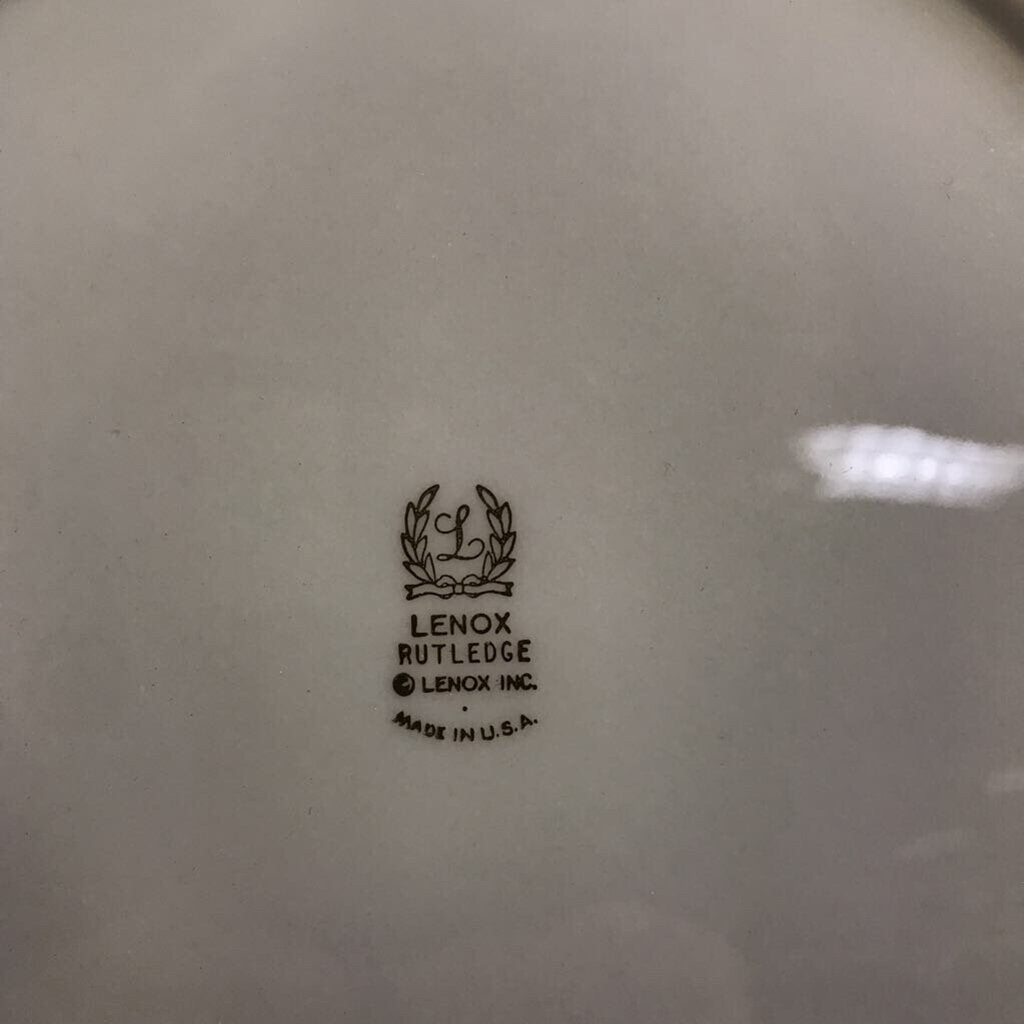 L
LENOX
RUTLEDGE
© LENOX INC.
MADE IN U.S.A.